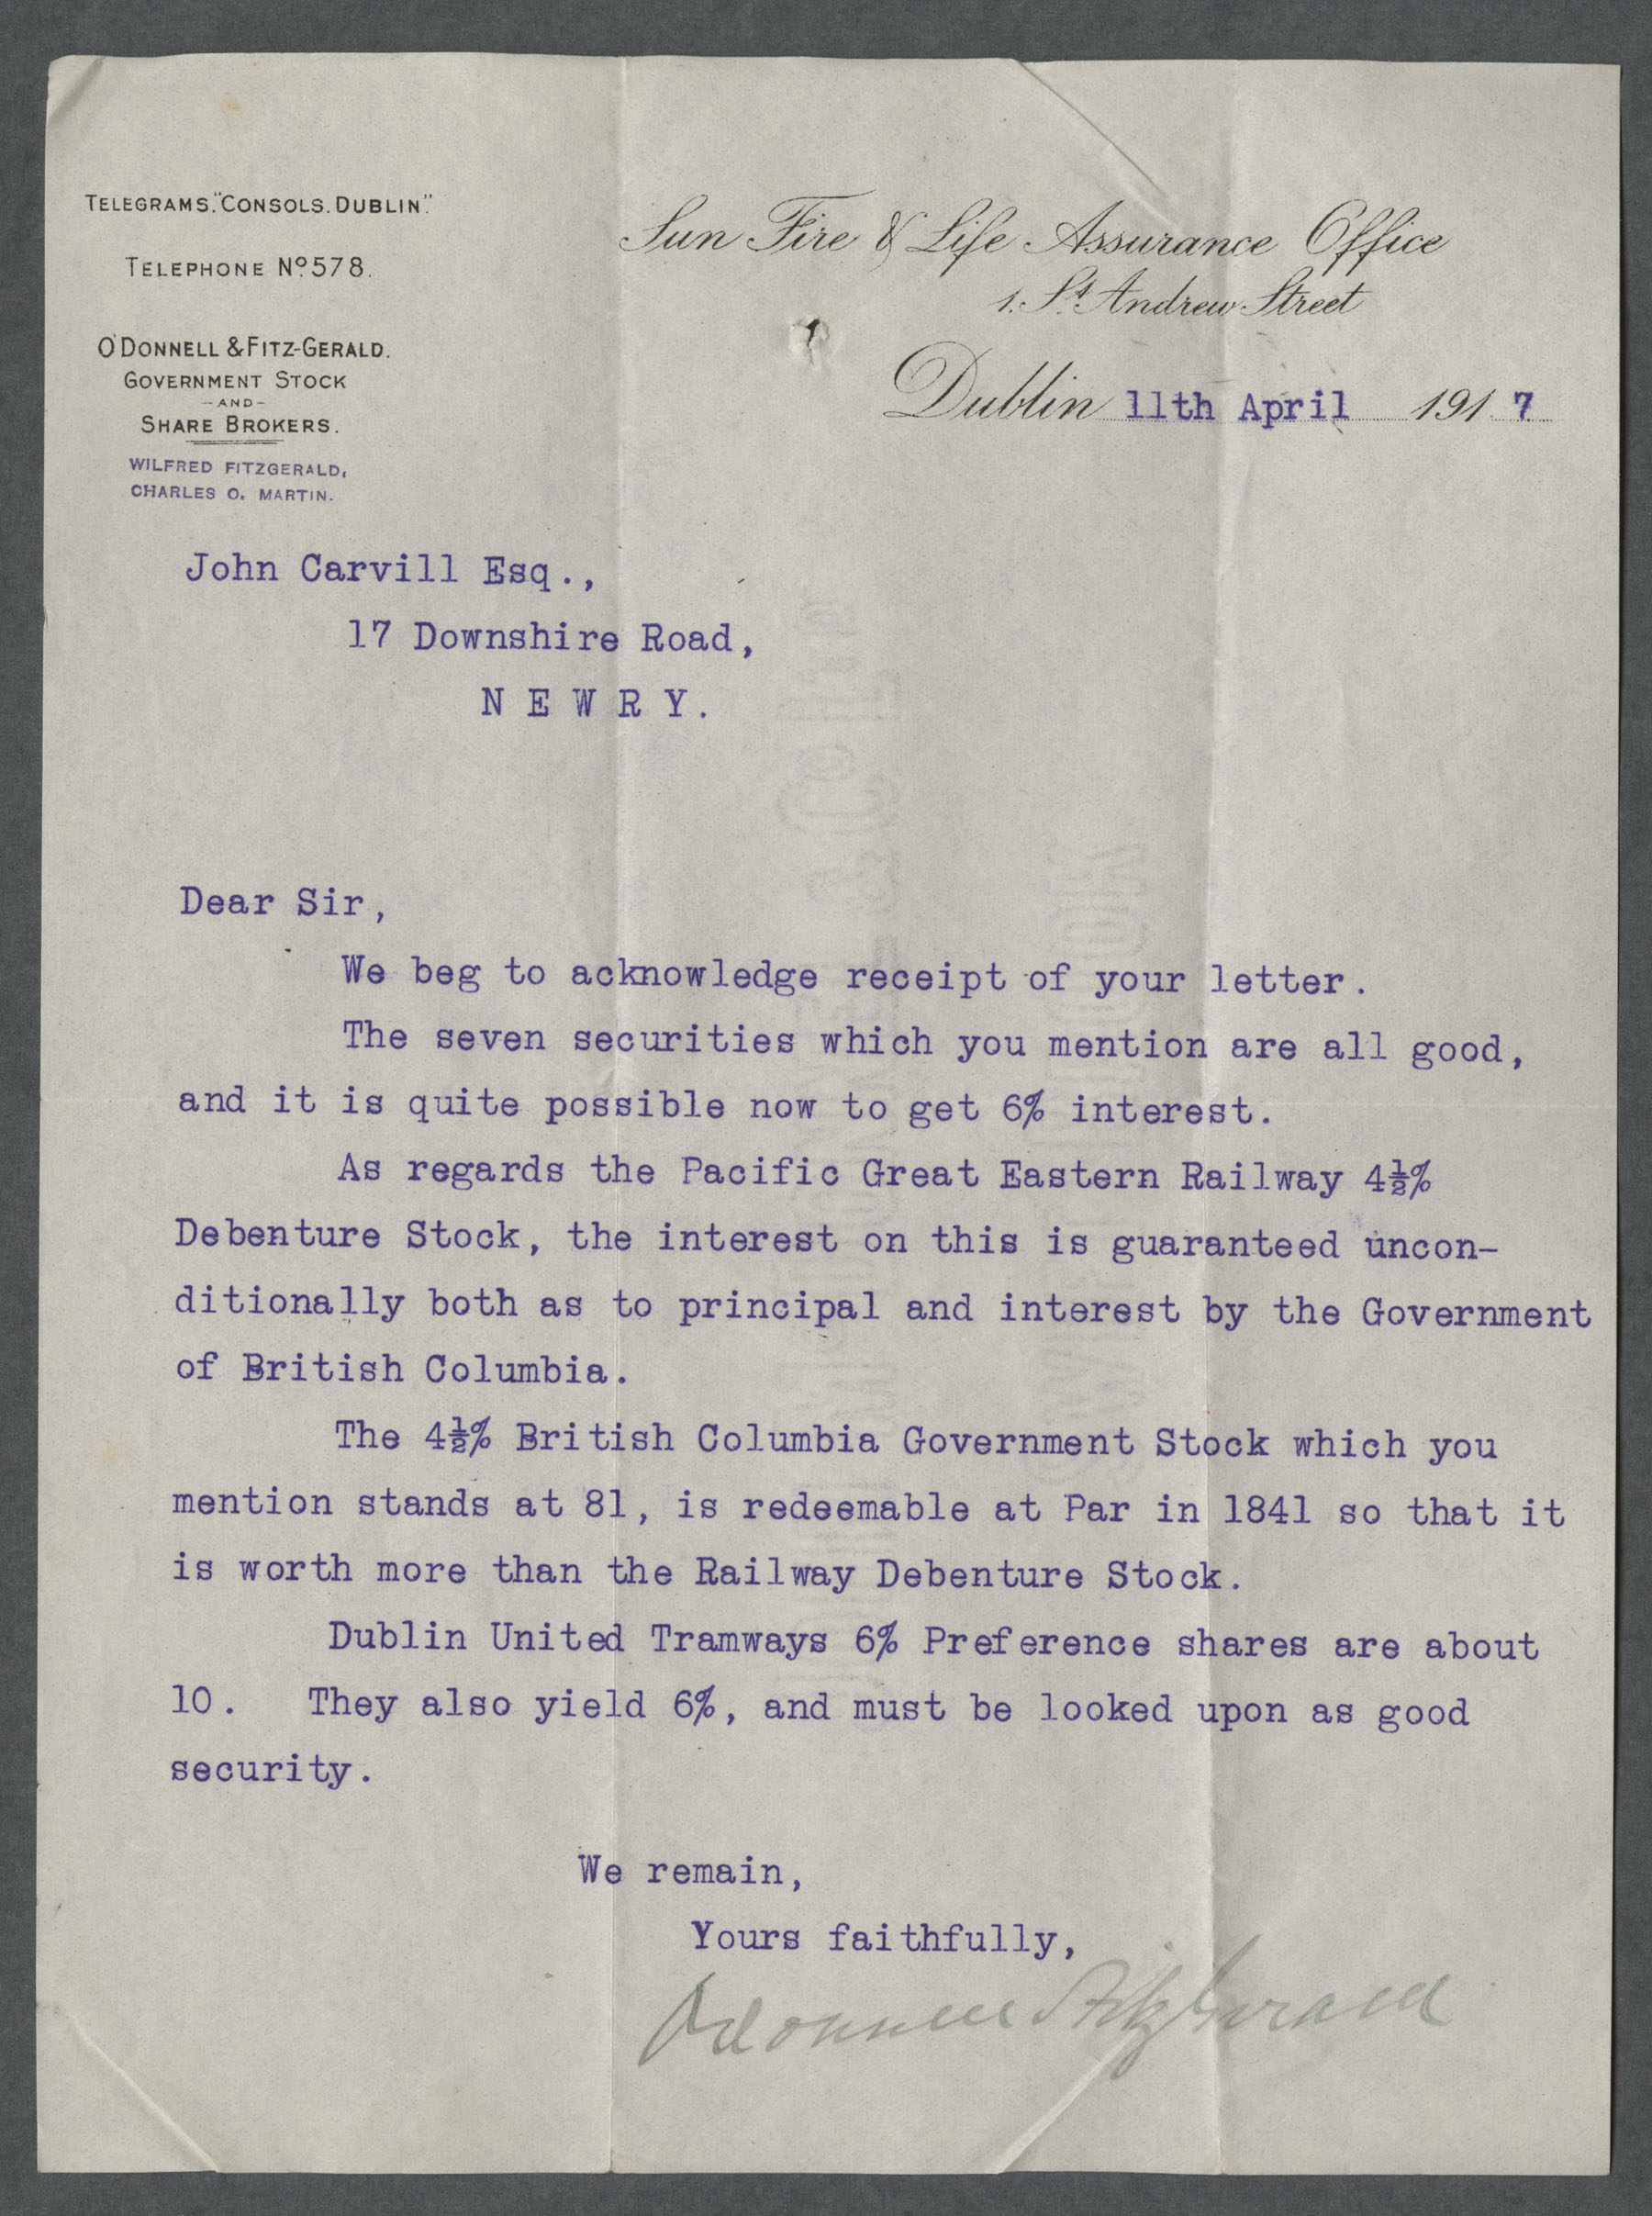 TELEGRAMS. "CONSOLS. DUBLIN."
TELEPHONE No. 578.
O'DONNELL & FITZ-GERALD.
GOVERNMENT STOCK
-AND-
SHARE BROKERS.
WILFRED FITZGERALD,
CHARLES O. MARTIN.
Sun Fire & Life Assurance Office
1. St. Andrew Street
Dublin 11th April 1917
John Carvill Esq.,
17 Downshire Road,
N E W R Y.
Dear Sir,
We beg to acknowledge receipt of your letter.
The seven securities which you mention are all good,
and it is quite possible now to get 6% interest.
As regards the Pacific Great Eastern Railway 4½%
Debenture Stock, the interest on this is guaranteed uncon-
ditionally both as to principal and interest by the Government
of British Columbia.
The 4½% British Columbia Government Stock which you
mention stands at 81, is redeemable at Par in 1841 so that it
is worth more than the Railway Debenture Stock.
Dublin United Tramways 6% Preference shares are about
10. They also yield 6%, and must be looked upon as good
security.
We remain,
Yours faithfully,
O'Donnell FitzGerald